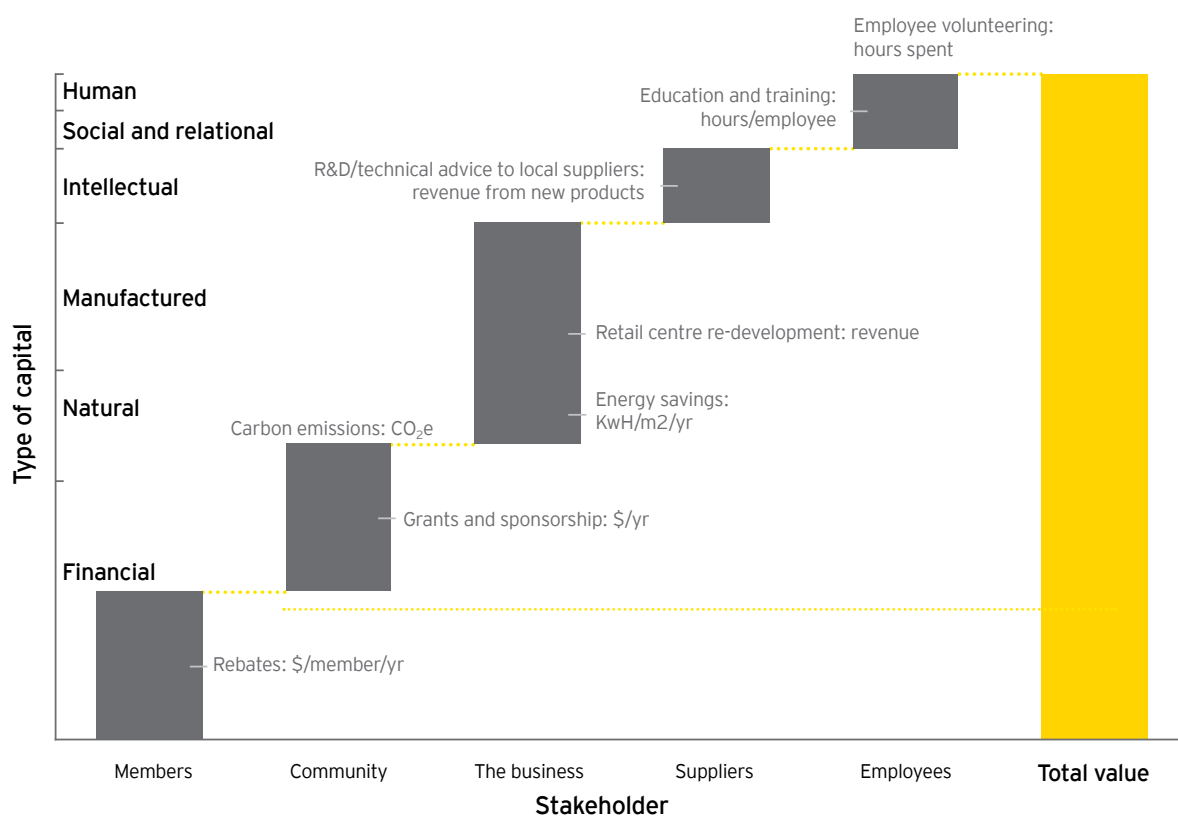 Employee volunteering:
hours spent
Human
Education and training:
hours/employee
Social and relational
R&D/technical advice to local suppliers:
revenue from new products
Intellectual
Manufactured
Retail centre re-development: revenue
Energy savings:
KwH/m2/yr
Natural
Carbon emissions: CO₂e
Grants and sponsorship: $/yr
Financial
Rebates: $/member/yr
Type of capital
Members
Community
The business
Suppliers
Employees
Total value
Stakeholder